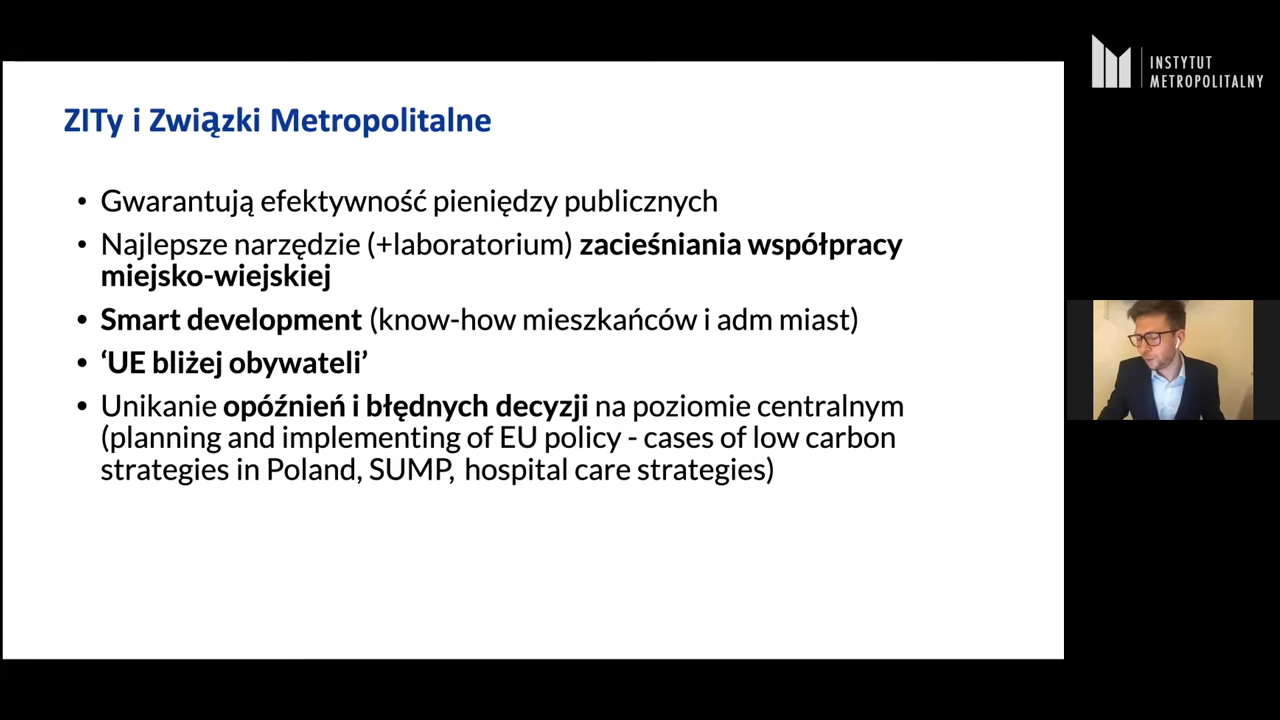 INSTYTUT
METROPOLITALNY
ZITy i Związki Metropolitalne
• Gwarantują efektywność pieniędzy publicznych
• Najlepsze narzędzie (+laboratorium) zacieśniania współpracy
miejsko-wiejskiej
• Smart development (know-how mieszkańców i adm miast)
• ‘UE bliżej obywateli’
• Unikanie opóźnień i błędnych decyzji na poziomie centralnym
(planning and implementing of EU policy - cases of low carbon
strategies in Poland, SUMP, hospital care strategies)